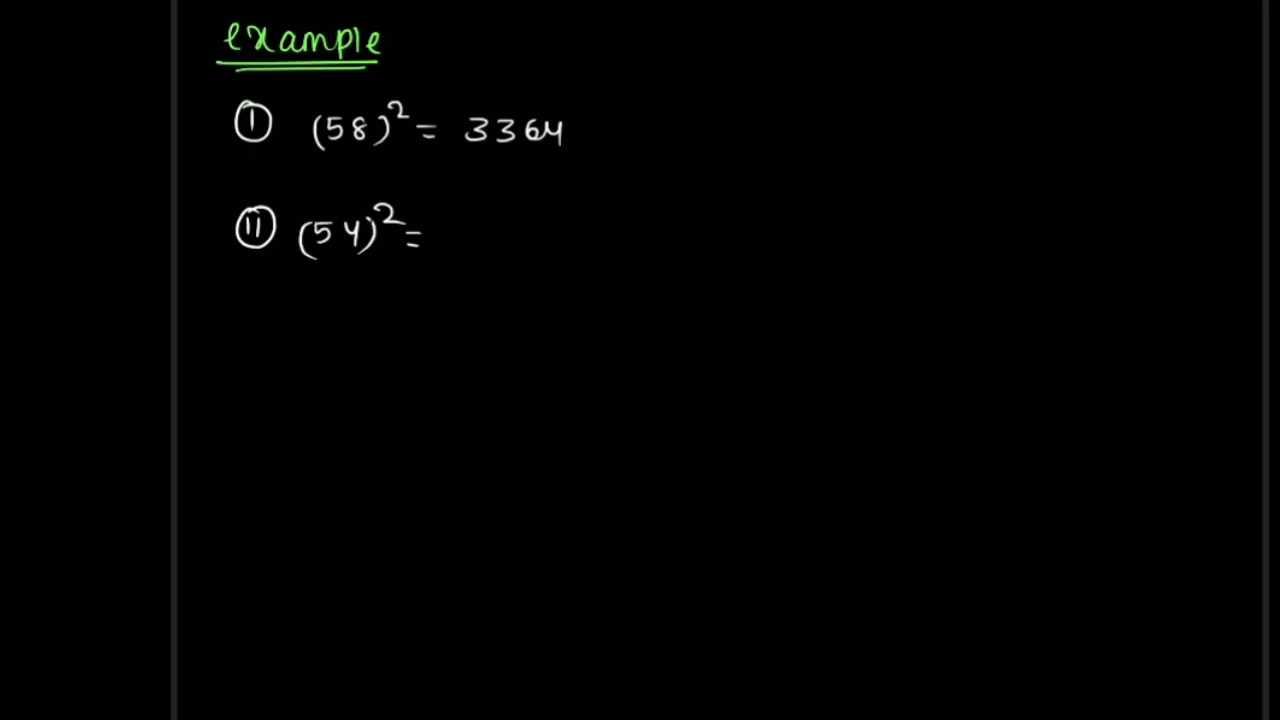 example
① (58)² = 3364
⑪ (54)² =